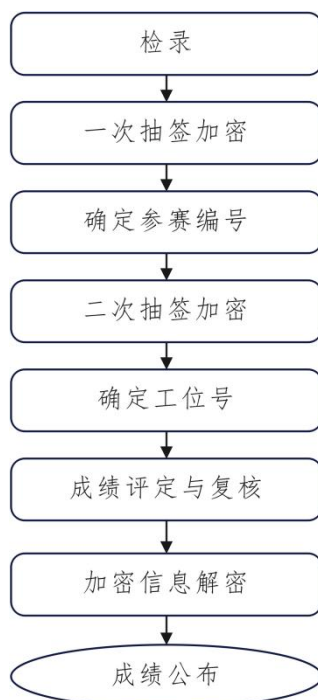 检录
一次抽签加密
确定参赛编号
二次抽签加密
确定工位号
成绩评定与复核
加密信息解密
成绩公布